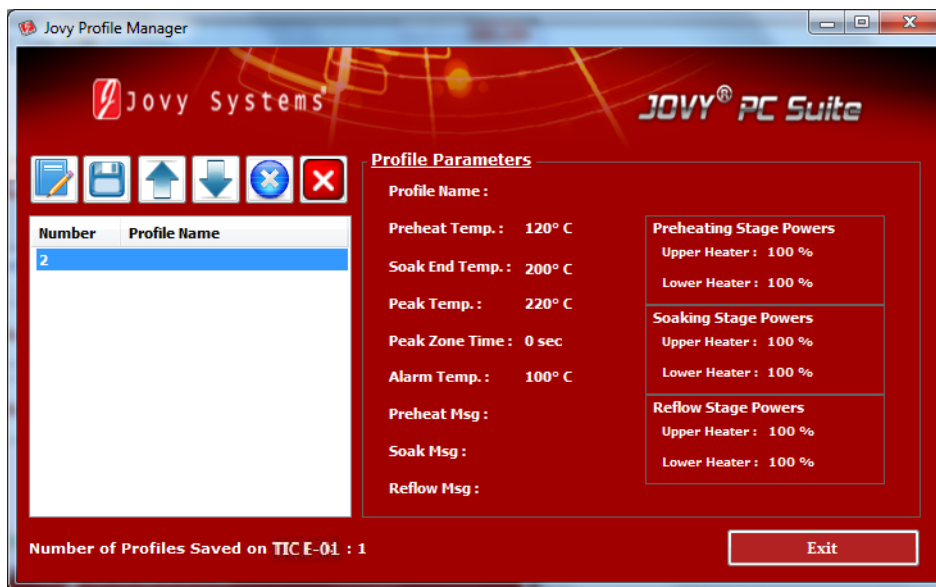 Jovy Profile Manager
Jovy Systems®
JOVY® PC Suite
Profile Parameters
Profile Name :
Number Profile Name
2
Preheat Temp. : 120° C
Soak End Temp. : 200° C
Peak Temp. : 220° C
Peak Zone Time : 0 sec
Alarm Temp. : 100° C
Preheat Msg :
Soak Msg :
Reflow Msg :
Preheating Stage Powers
Upper Heater : 100 %
Lower Heater : 100 %
Soaking Stage Powers
Upper Heater : 100 %
Lower Heater : 100 %
Reflow Stage Powers
Upper Heater : 100 %
Lower Heater : 100 %
Number of Profiles Saved on TIC E-01 : 1
Exit